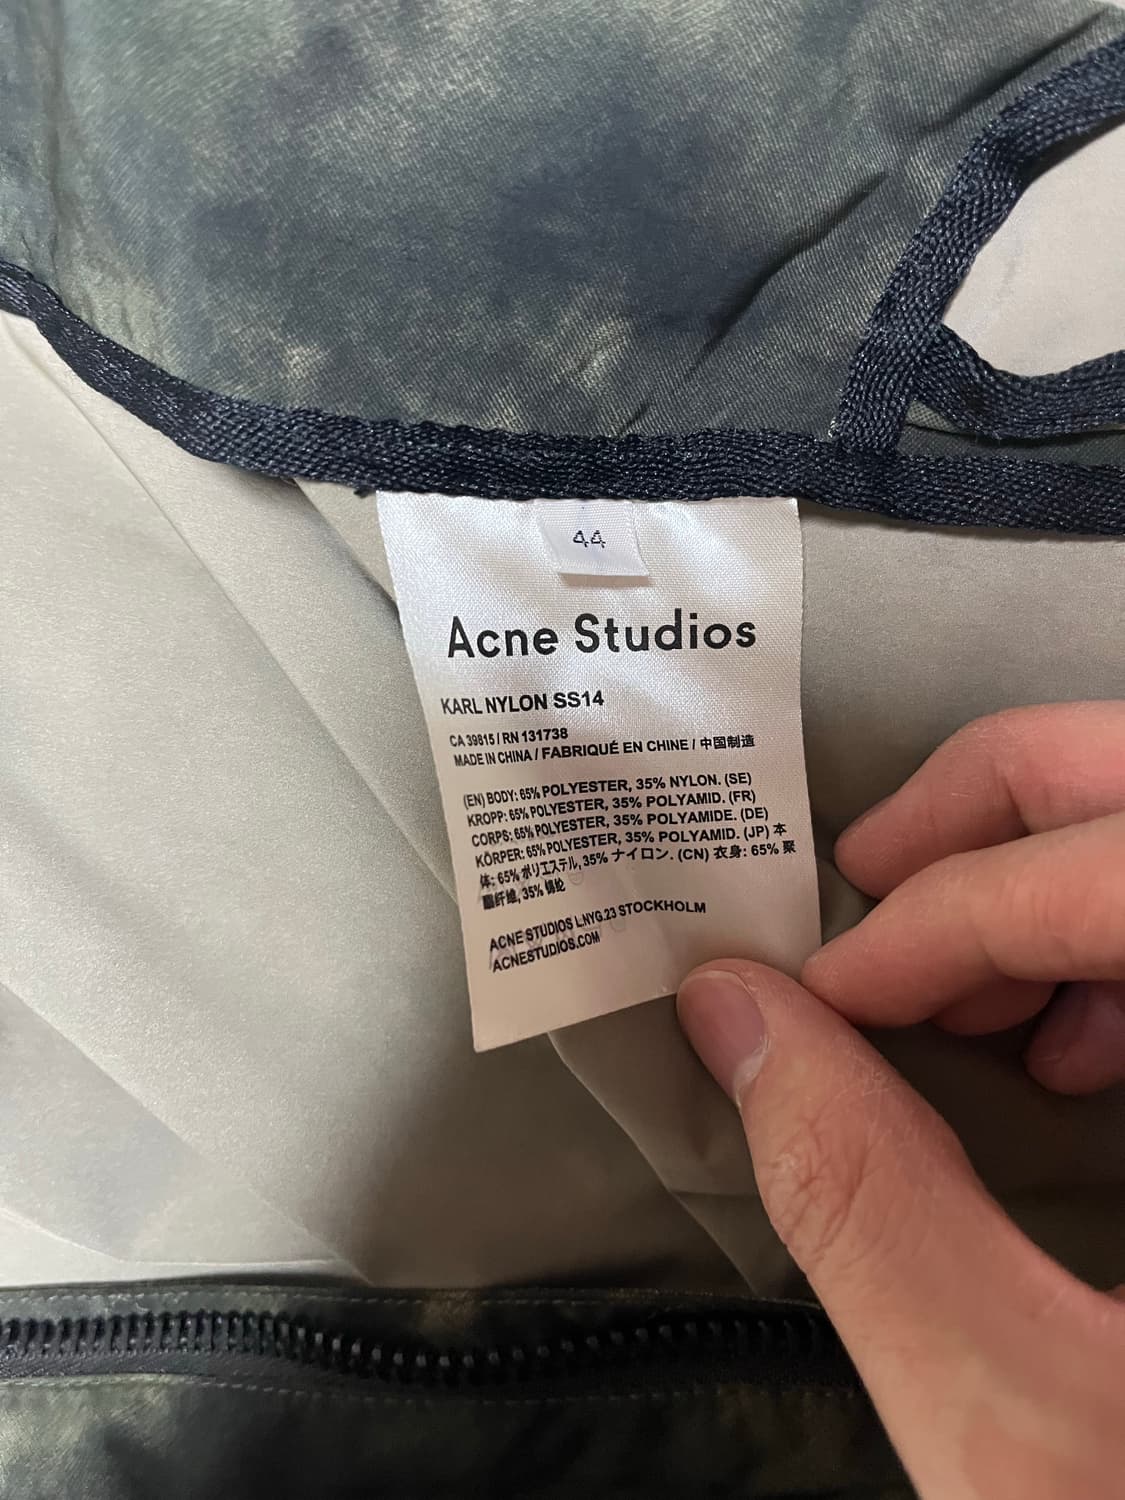 44
Acne Studios
KARL NYLON SS14
CA 39815 / RN 131738
MADE IN CHINA / FABRIQUÉ EN CHINE / 中国制造
(EN) BODY: 65% POLYESTER, 35% NYLON. (SE)
KROPP: 65% POLYESTER, 35% POLYAMID. (FR)
CORPS: 65% POLYESTER, 35% POLYAMIDE. (DE)
KÖRPER: 65% POLYESTER, 35% POLYAMID. (JP) 本
体: 65% ポリエステル, 35% ナイロン. (CN) 衣身: 65% 聚
酯纤维, 35% 锦纶
ACNE STUDIOS L.NYG.23 STOCKHOLM
ACNESTUDIOS.COM